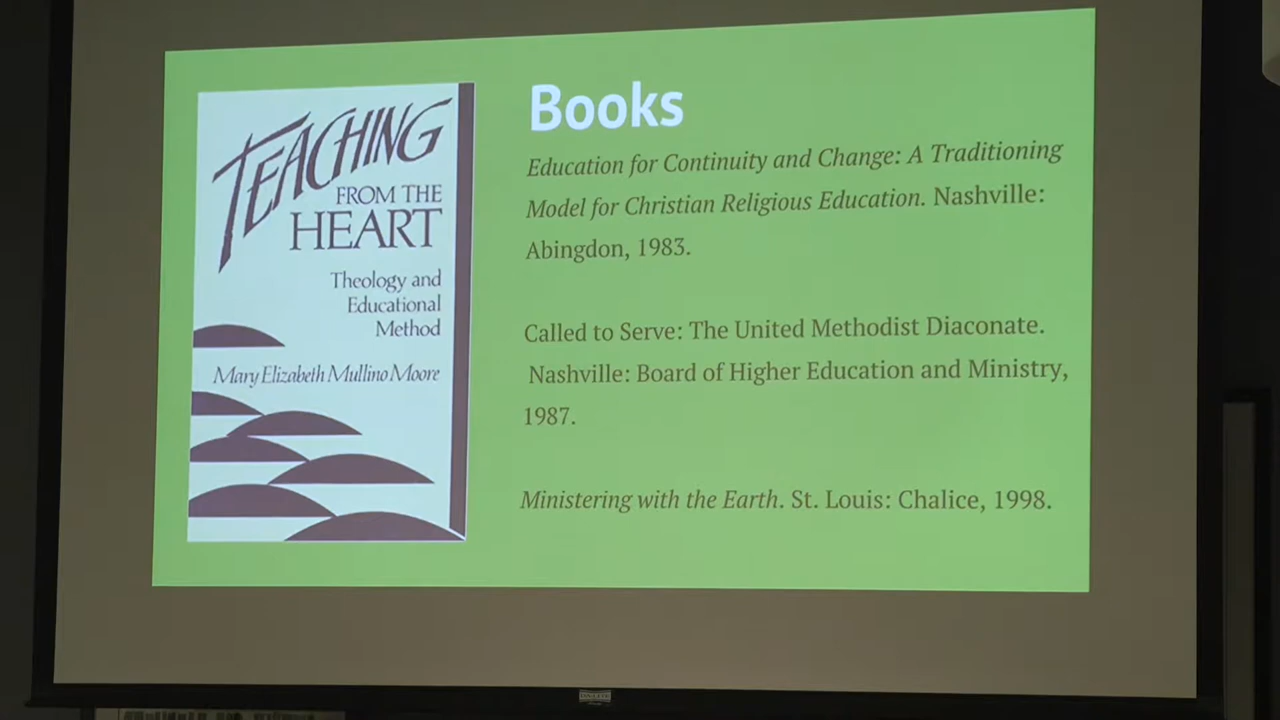 TEACHING
FROM THE
HEART
Theology and
Educational
Method
Mary Elizabeth Mullino Moore
Books
Education for Continuity and Change: A Traditioning
Model for Christian Religious Education. Nashville:
Abingdon, 1983.
Called to Serve: The United Methodist Diaconate.
Nashville: Board of Higher Education and Ministry,
1987.
Ministering with the Earth. St. Louis: Chalice, 1998.